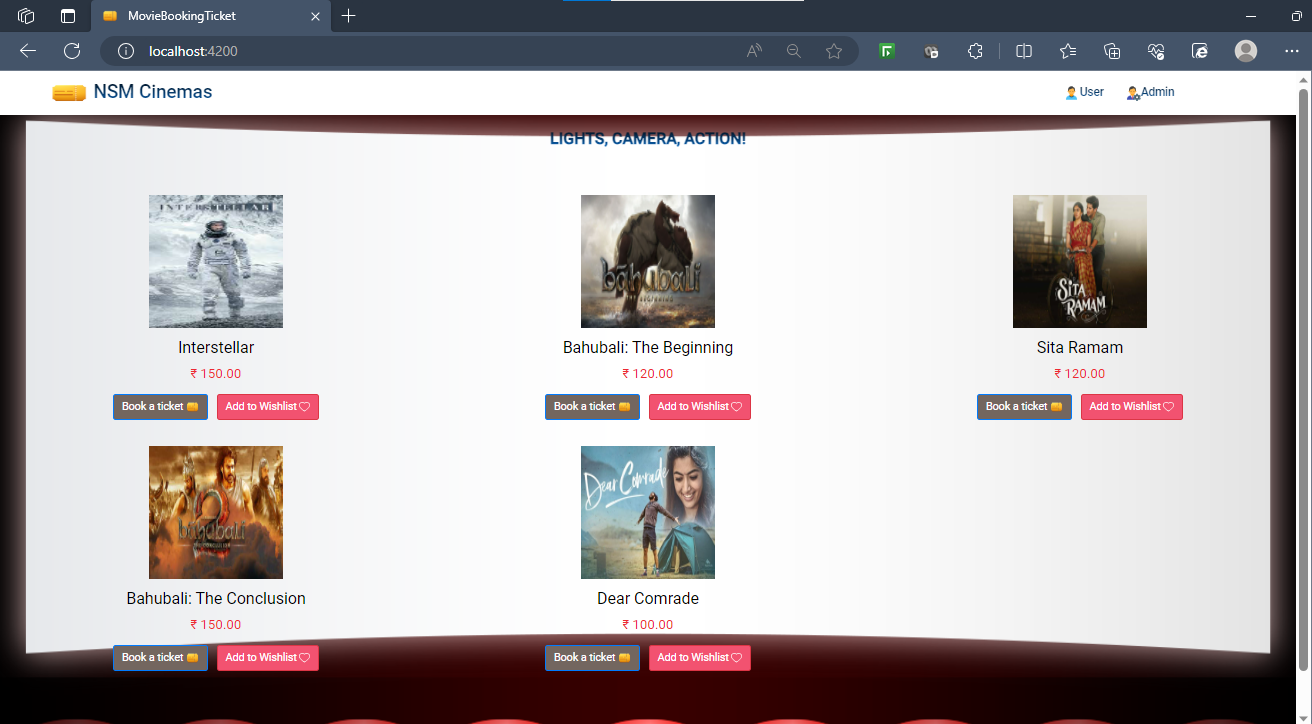 MovieBookingTicket
localhost:4200
NSM Cinemas
User
Admin
LIGHTS, CAMERA, ACTION!
INTERSTELLAR
bāhubali
THE BEGINNING
SiTA
RAMAM
Interstellar
Bahubali: The Beginning
Sita Ramam
₹ 150.00
₹ 120.00
₹ 120.00
Book a ticket
Add to Wishlist
Book a ticket
Add to Wishlist
Book a ticket
Add to Wishlist
bāhubali
Dear Comrade
Bahubali: The Conclusion
Dear Comrade
₹ 150.00
₹ 100.00
Book a ticket
Add to Wishlist
Book a ticket
Add to Wishlist